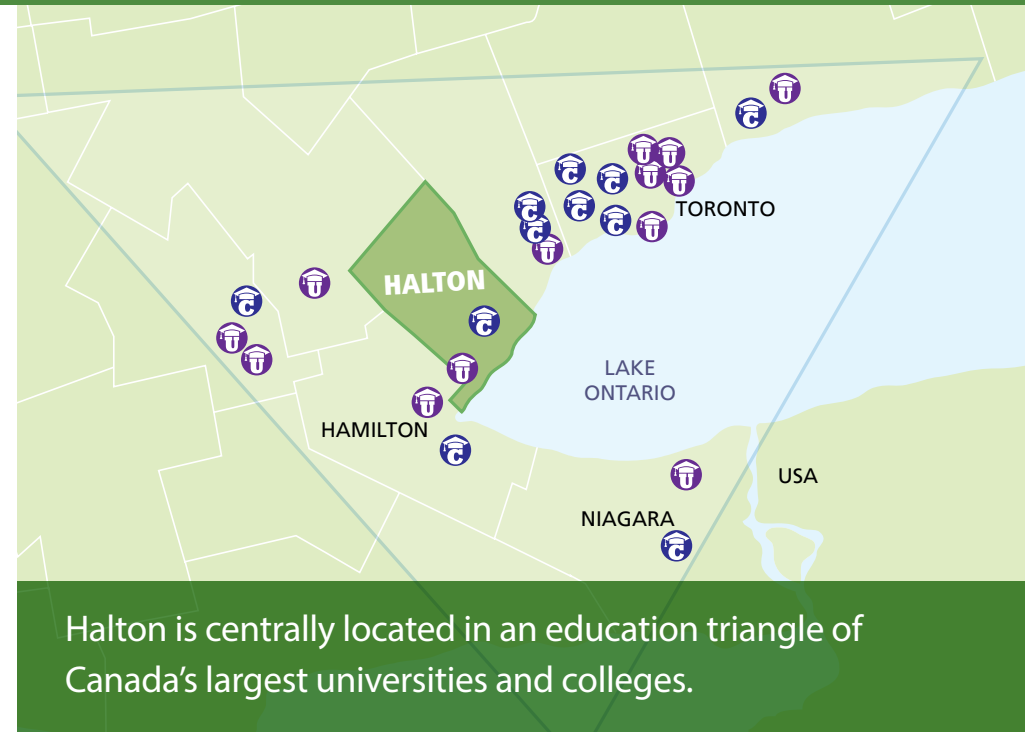 U
C
U
U
C
U
C
U
U
TORONTO
C
C
C
U
C
U
HALTON
U
C
C
U
U
LAKE
ONTARIO
U
U
HAMILTON
C
U
USA
NIAGARA
C
Halton is centrally located in an education triangle of
Canada’s largest universities and colleges.